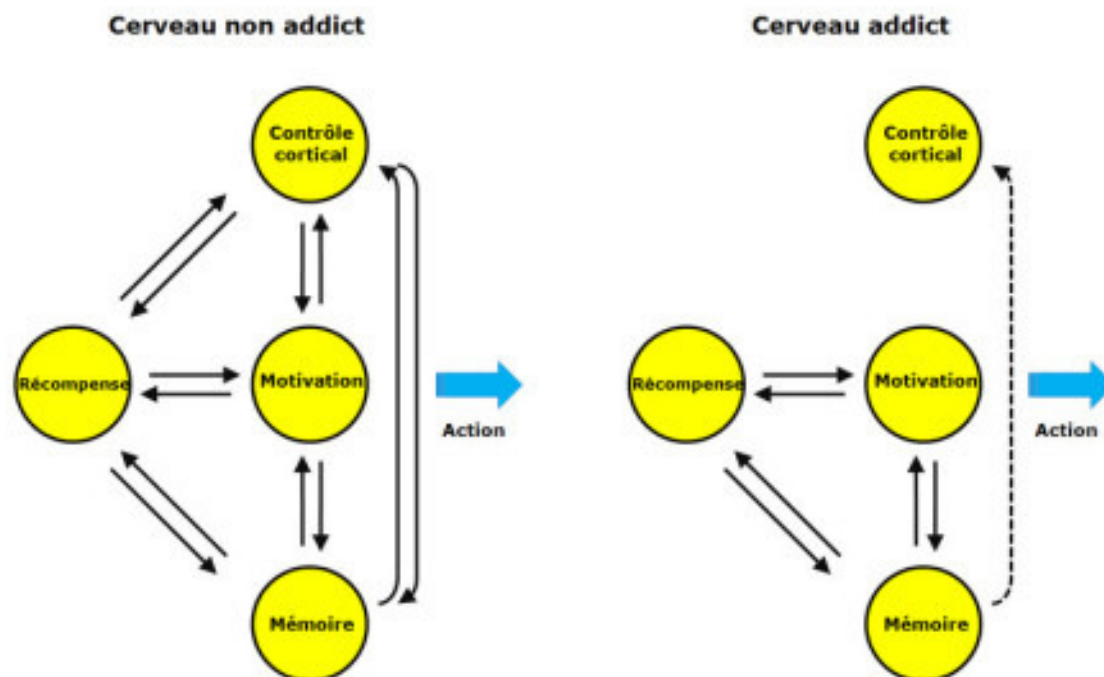 Cerveau non addict
Contrôle
cortical
Récompense
Motivation
Action
Mémoire
Cerveau addict
Contrôle
cortical
Récompense
Motivation
Action
Mémoire